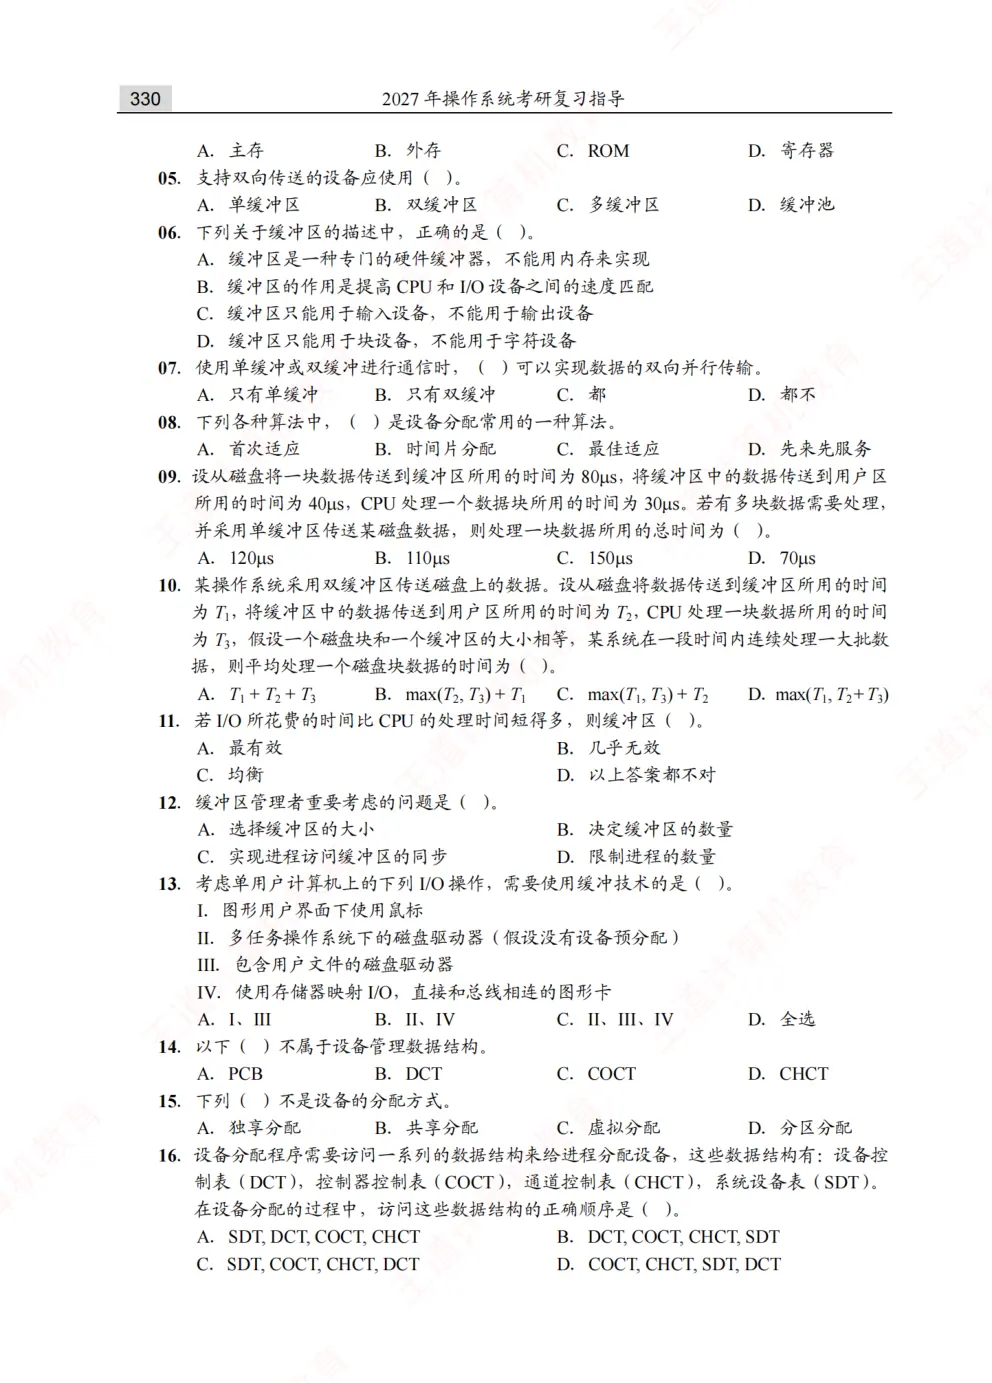 330 2027 年操作系统考研复习指导
A. 主存 B. 外存 C. ROM D. 寄存器
05. 支持双向传送的设备应使用（ ）。
A. 单缓冲区 B. 双缓冲区 C. 多缓冲区 D. 缓冲池
06. 下列关于缓冲区的描述中，正确的是（ ）。
A. 缓冲区是一种专门的硬件缓冲器，不能用内存来实现
B. 缓冲区的作用是提高 CPU 和 I/O 设备之间的速度匹配
C. 缓冲区只能用于输入设备，不能用于输出设备
D. 缓冲区只能用于块设备，不能用于字符设备
07. 使用单缓冲或双缓冲进行通信时，（ ）可以实现数据的双向并行传输。
A. 只有单缓冲 B. 只有双缓冲 C. 都 D. 都不
08. 下列各种算法中，（ ）是设备分配常用的一种算法。
A. 首次适应 B. 时间片分配 C. 最佳适应 D. 先来先服务
09. 设从磁盘将一块数据传送到缓冲区所用的时间为 80μs，将缓冲区中的数据传送到用户区
所用的时间为 40μs，CPU 处理一个数据块所用的时间为 30μs。若有多块数据需要处理，
并采用单缓冲区传送某磁盘数据，则处理一块数据所用的总时间为（ ）。
A. 120μs B. 110μs C. 150μs D. 70μs
10. 某操作系统采用双缓冲区传送磁盘上的数据。设从磁盘将数据传送到缓冲区所用的时间
为 T1，将缓冲区中的数据传送到用户区所用的时间为 T2，CPU 处理一块数据所用的时间
为 T3，假设一个磁盘块和一个缓冲区的大小相等，某系统在一段时间内连续处理一大批数
据，则平均处理一个磁盘块数据的时间为（ ）。
A. T1 + T2 + T3 B. max(T2, T3) + T1 C. max(T1, T3) + T2 D. max(T1, T2+T3)
11. 若 I/O 所花费的时间比 CPU 的处理时间短得多，则缓冲区（ ）。
A. 最有效 B. 几乎无效
C. 均衡 D. 以上答案都不对
12. 缓冲区管理者重要考虑的问题是（ ）。
A. 选择缓冲区的大小 B. 决定缓冲区的数量
C. 实现进程访问缓冲区的同步 D. 限制进程的数量
13. 考虑单用户计算机上的下列 I/O 操作，需要使用缓冲技术的是（ ）。
I. 图形用户界面下使用鼠标
II. 多任务操作系统下的磁盘驱动器（假设没有设备预分配）
III. 包含用户文件的磁盘驱动器
IV. 使用存储器映射 I/O，直接和总线相连的图形卡
A. I、III B. II、IV C. II、III、IV D. 全选
14. 以下（ ）不属于设备管理数据结构。
A. PCB B. DCT C. COCT D. CHCT
15. 下列（ ）不是设备的分配方式。
A. 独享分配 B. 共享分配 C. 虚拟分配 D. 分区分配
16. 设备分配程序需要访问一系列的数据结构来给进程分配设备，这些数据结构有：设备控
制表（DCT），控制器控制表（COCT），通道控制表（CHCT），系统设备表（SDT）。
在设备分配的过程中，访问这些数据结构的正确顺序是（ ）。
A. SDT, DCT, COCT, CHCT B. DCT, COCT, CHCT, SDT
C. SDT, COCT, CHCT, DCT D. COCT, CHCT, SDT, DCT